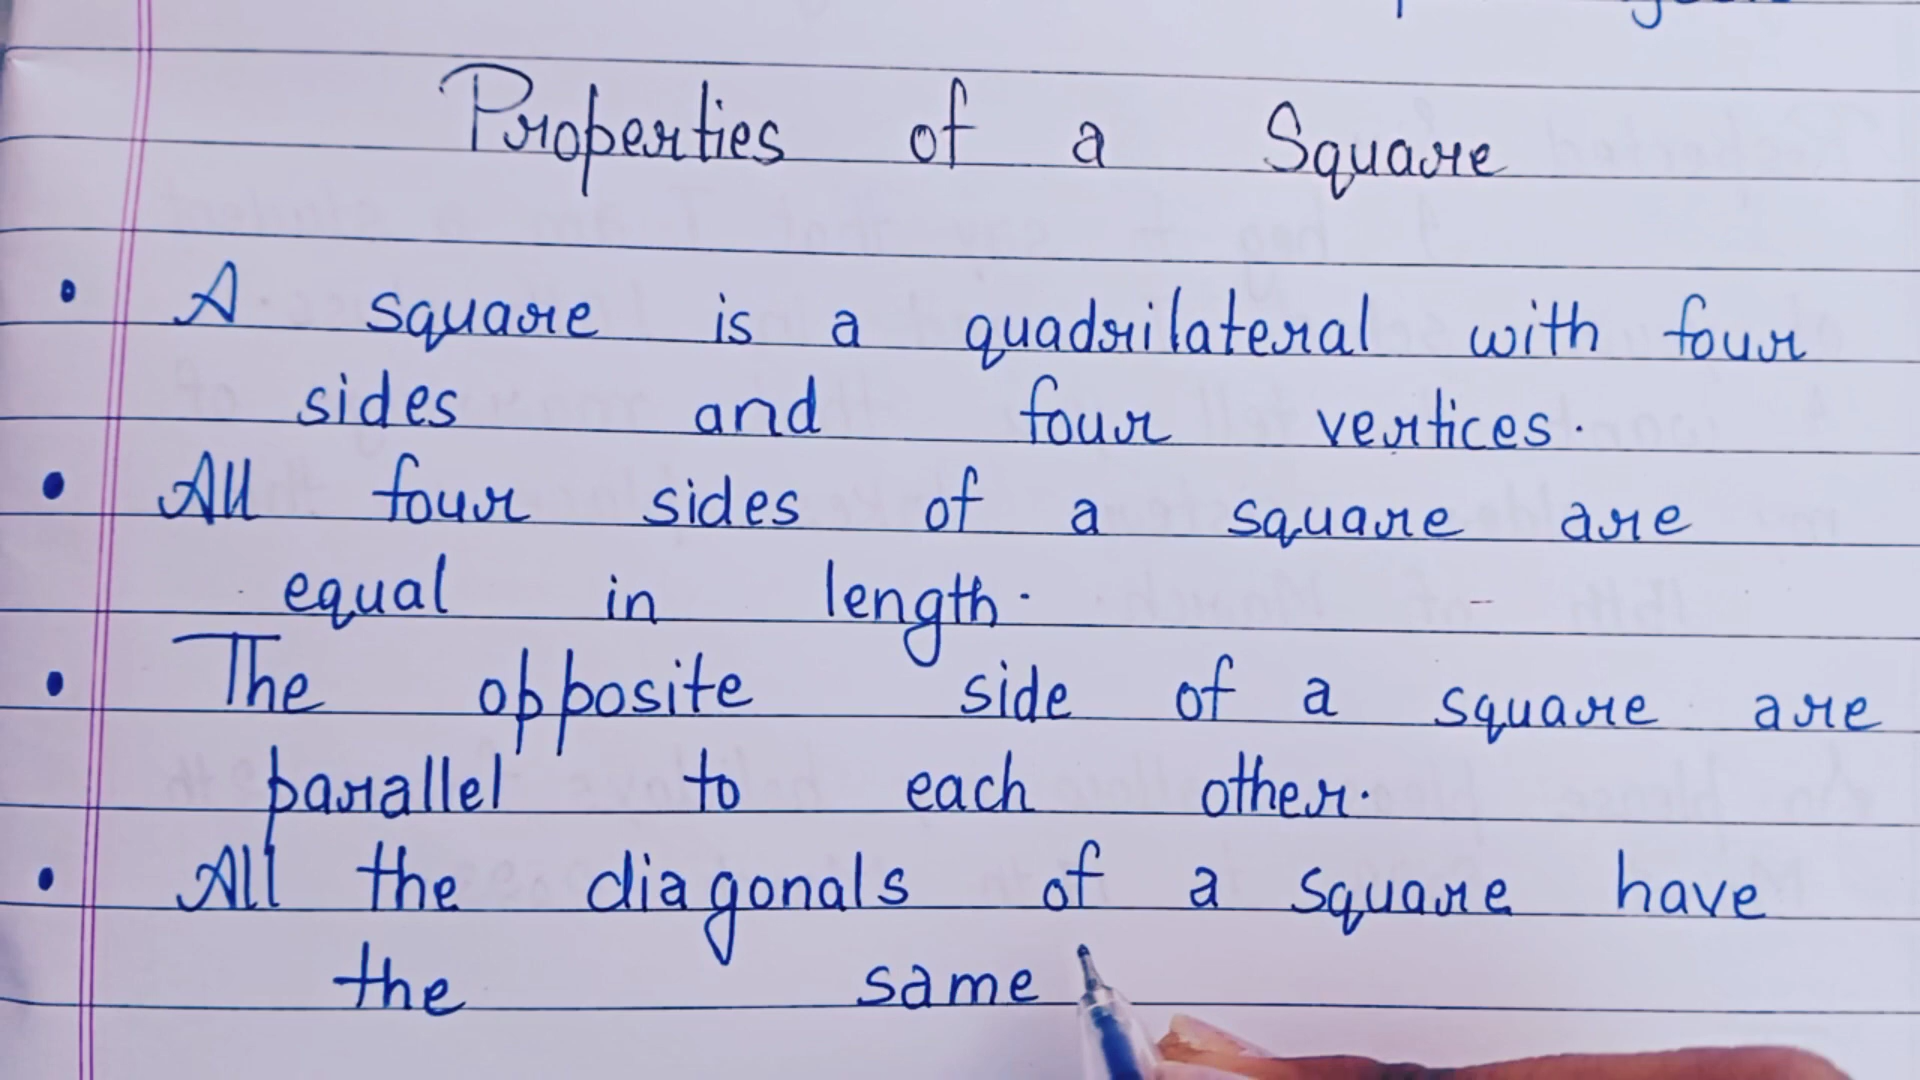 Properties of a Square
• A square is a quadrilateral with four
sides and four vertices.
• All four sides of a square are
equal in length.
• The opposite side of a square are
parallel to each other.
• All the diagonals of a square have
the same